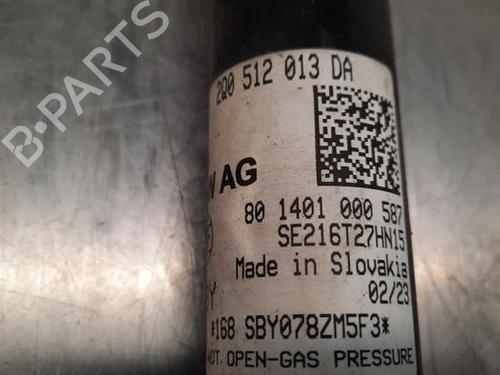 B-PARTS
2Q0 512 013 DA
AG
80 1401 000 587
SE216T27HN15
Made in Slovakia
02/23
*168 SBY078ZM5F3*
OPEN-GAS PRESSURE